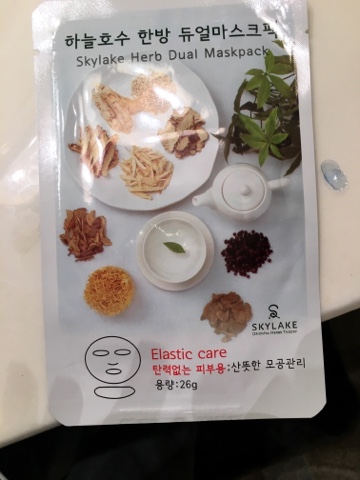 하늘호수 한방 듀얼마스크팩
Skylake Herb Dual Maskpack
SKYLAKE
Elastic care
탄력없는 피부용:산뜻한 모공관리
용량:26g